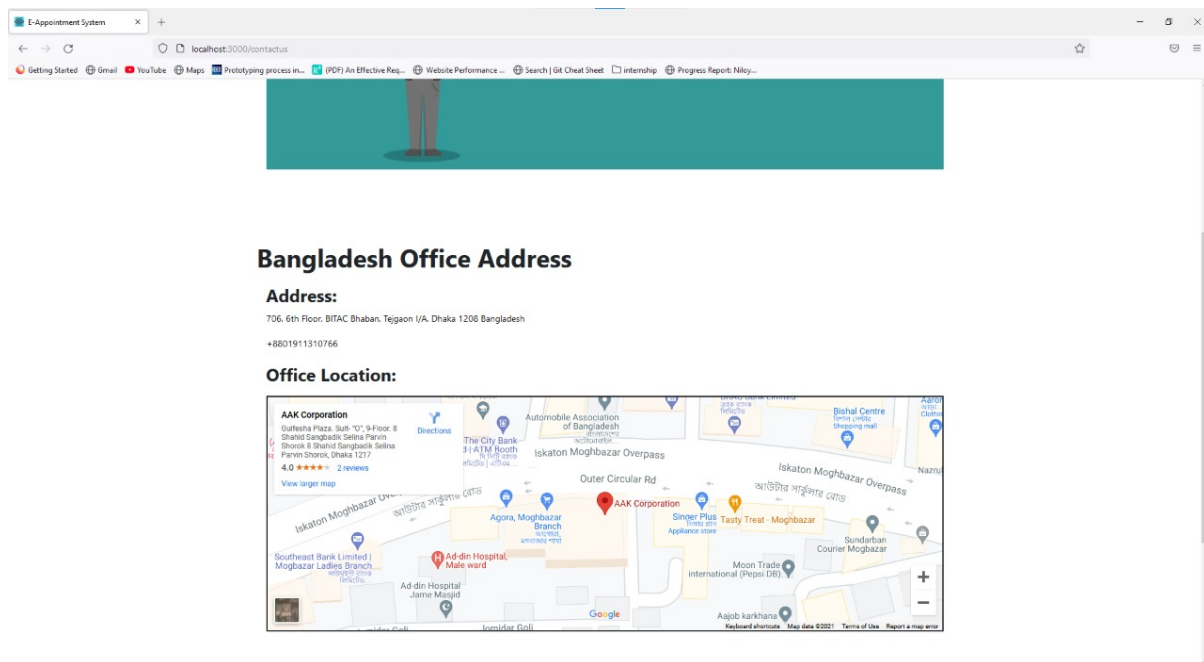 E-Appointment System
localhost:3000/contactus
Getting Started Gmail YouTube Maps Prototyping process in... (PDF) An Effective Req... Website Performance ... Search | Git Cheat Sheet internship Progress Report: Niloy...
Bangladesh Office Address
Address:
706, 6th Floor, BITAC Bhaban, Tejgaon I/A, Dhaka 1208 Bangladesh
+8801911310766
Office Location:
AAK Corporation
Gulfesha Plaza. Suit- "O", 9-Floor. 8
Shahid Sangbadik Selina Parvin
Shorok 8 Shahid Sangbadik Selina
Parvin Shorok, Dhaka 1217
4.0 2 reviews
View larger map
Directions
Automobile Association
of Bangladesh
The City Bank
ATM Booth
Bishal Centre
Shopping mall
Iskaton Moghbazar Overpass
Iskaton Moghbazar Overpass
Outer Circular Rd
আউটার সার্কুলার রোড
আউটার সার্কুলার রোড
Iskaton Moghbazar
AAK Corporation
Agora, Moghbazar
Branch
Singer Plus
Appliance store
Tasty Treat - Moghbazar
Sundarban
Courier Moghbazar
Southeast Bank Limited |
Mogbazar Ladies Branch
Ad-din Hospital,
Male ward
Moon Trade
international (Pepsi DB)
Ad-din Hospital
Jame Masjid
Aajob karkhana
Google
Jomidar Goli
Keyboard shortcuts Map data ©2021 Terms of Use Report a map error